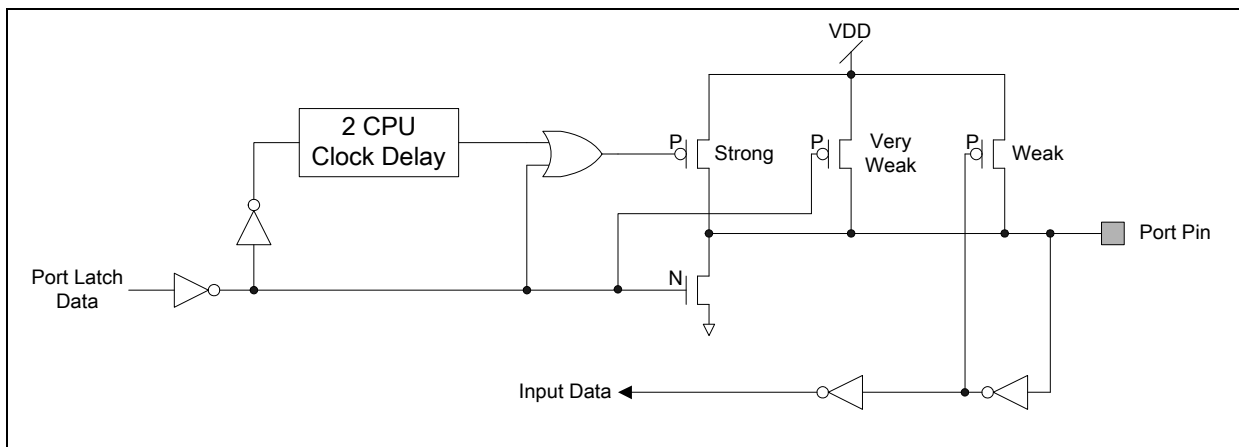 VDD
2 CPU
Clock Delay
P
Strong
P
Very
Weak
P
Weak
Port Pin
Port Latch
Data
N
Input Data